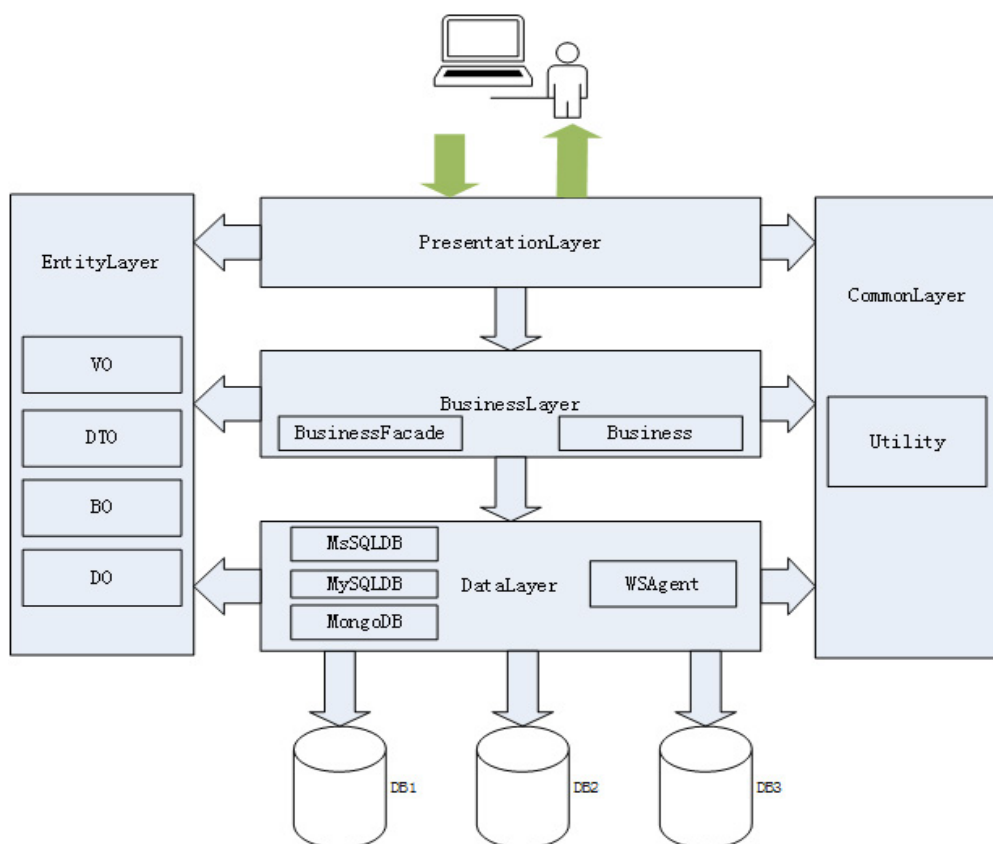 PresentationLayer
EntityLayer
VO
DTO
BO
DO
BusinessLayer
BusinessFacade
Business
MsSQLDB
MySQLDB
MongoDB
DataLayer
WSAgent
CommonLayer
Utility
DB1
DB2
DB3